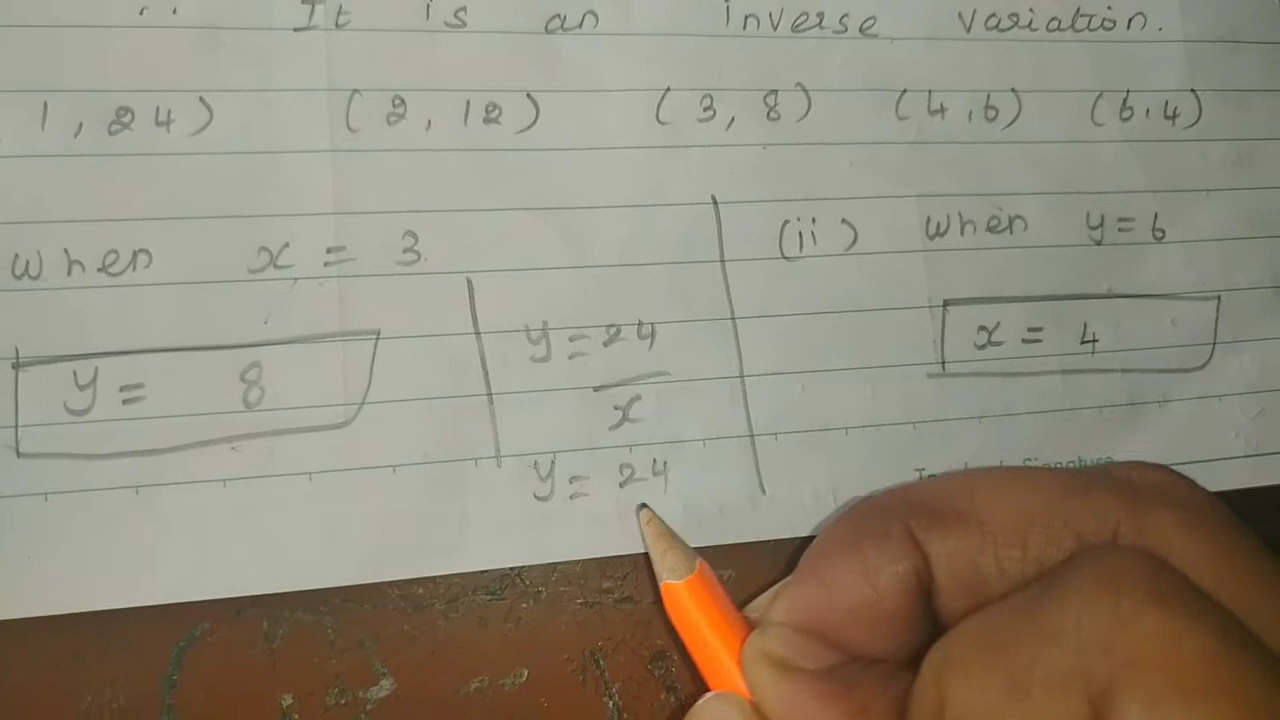 ∴ It is an inverse variation.
1, 24) (2, 12) (3, 8) (4, 6) (6, 4)
When x = 3
y = 8
y = 24
x
y = 24
(ii) When y = 6
x = 4